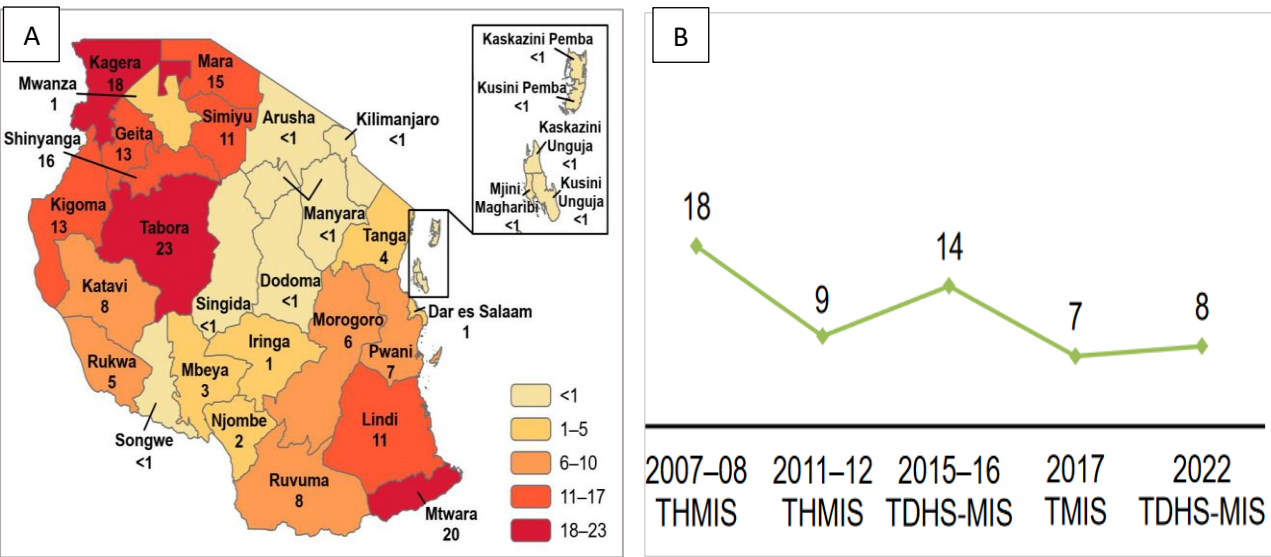 A
Kagera
18
Mara
15
Mwanza
1
Simiyu
11
Arusha
<1
Kilimanjaro
<1
Shinyanga
16
Geita
13
Kigoma
13
Tabora
23
Manyara
<1
Tanga
4
Katavi
8
Singida
<1
Dodoma
<1
Dar es Salaam
1
Morogoro
6
Pwani
7
Rukwa
5
Mbeya
3
Iringa
1
Songwe
<1
Njombe
2
Lindi
11
Ruvuma
8
Mtwara
20
Kaskazini Pemba
<1
Kusini Pemba
<1
Kaskazini
Unguja
<1
Mjini
Magharibi
<1
Kusini
Unguja
<1
<1
1–5
6–10
11–17
18–23
B
18
9
14
7
8
2007–08
THMIS
2011–12
THMIS
2015–16
TDHS-MIS
2017
TMIS
2022
TDHS-MIS